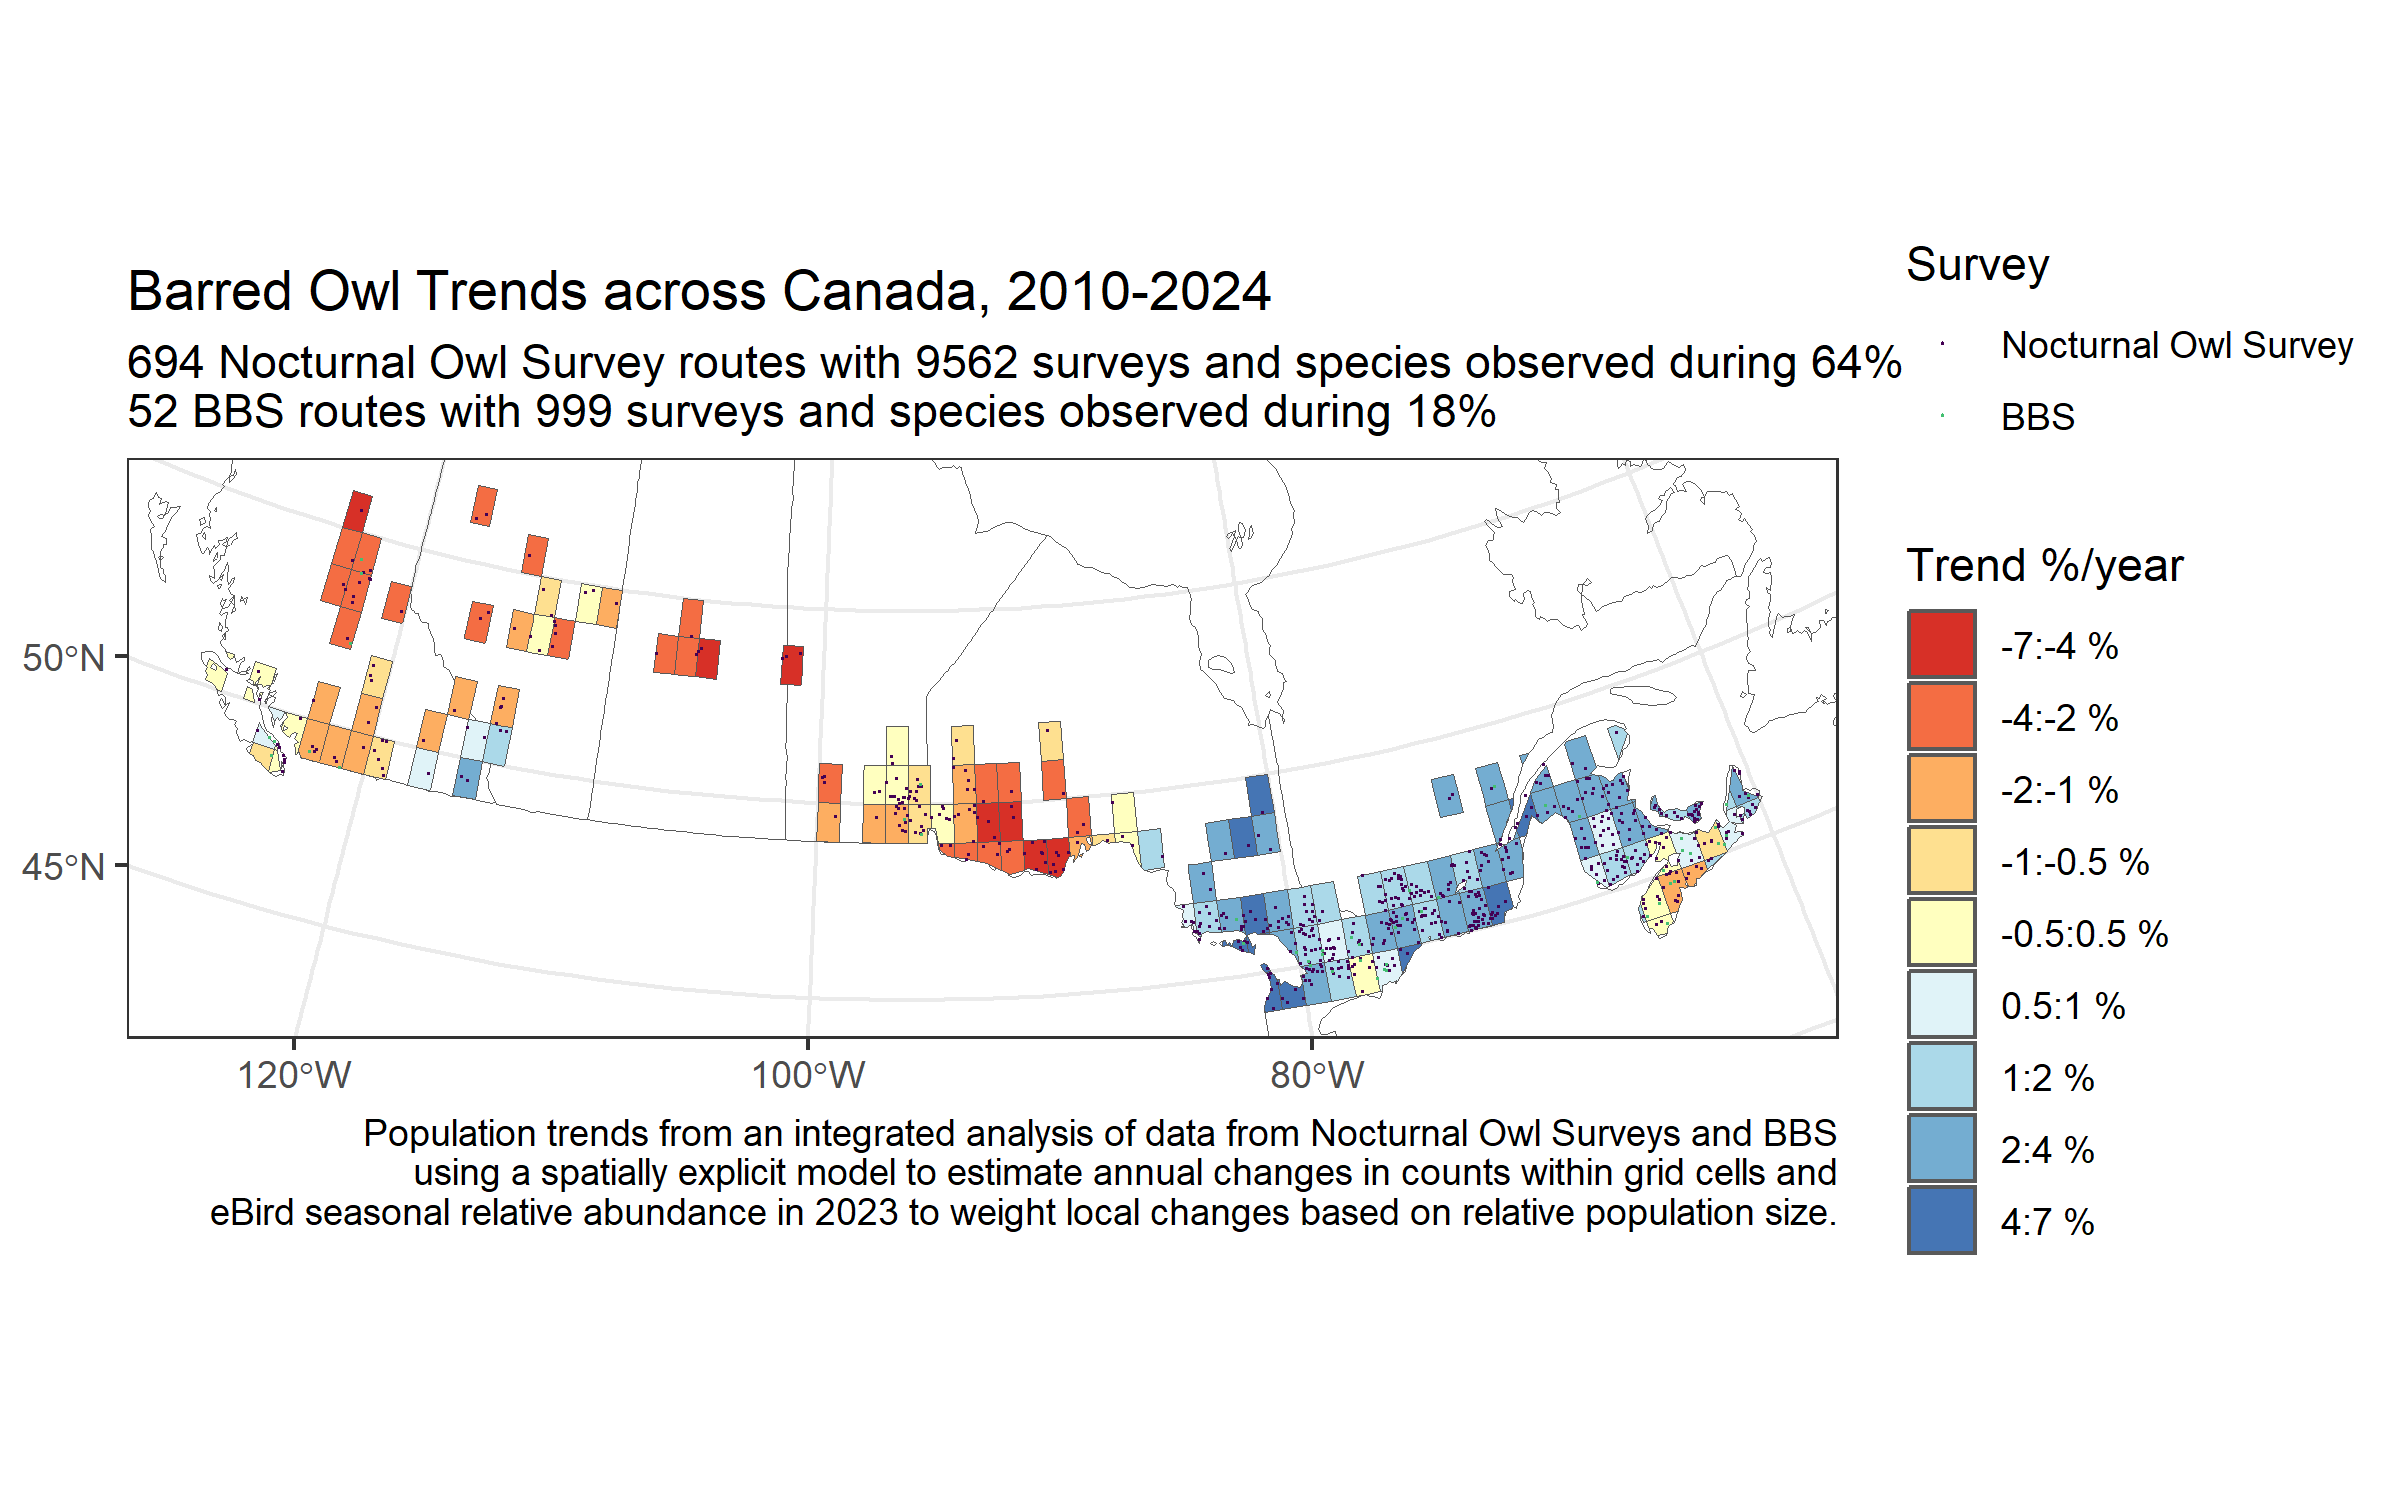 Barred Owl Trends across Canada, 2010-2024
694 Nocturnal Owl Survey routes with 9562 surveys and species observed during 64%
52 BBS routes with 999 surveys and species observed during 18%
Survey
Nocturnal Owl Survey
BBS
Trend %/year
-7:-4 %
-4:-2 %
-2:-1 %
-1:-0.5 %
-0.5:0.5 %
0.5:1 %
1:2 %
2:4 %
4:7 %
50°N
45°N
120°W
100°W
80°W
Population trends from an integrated analysis of data from Nocturnal Owl Surveys and BBS
using a spatially explicit model to estimate annual changes in counts within grid cells and
eBird seasonal relative abundance in 2023 to weight local changes based on relative population size.